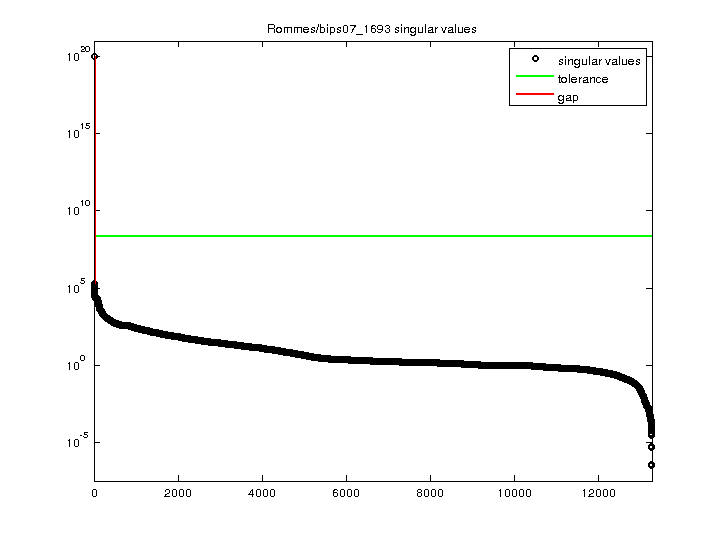 Rommes/bips07_1693 singular values
10^20
10^15
10^10
10^5
10^0
10^-5
singular values
tolerance
gap
0 2000 4000 6000 8000 10000 12000